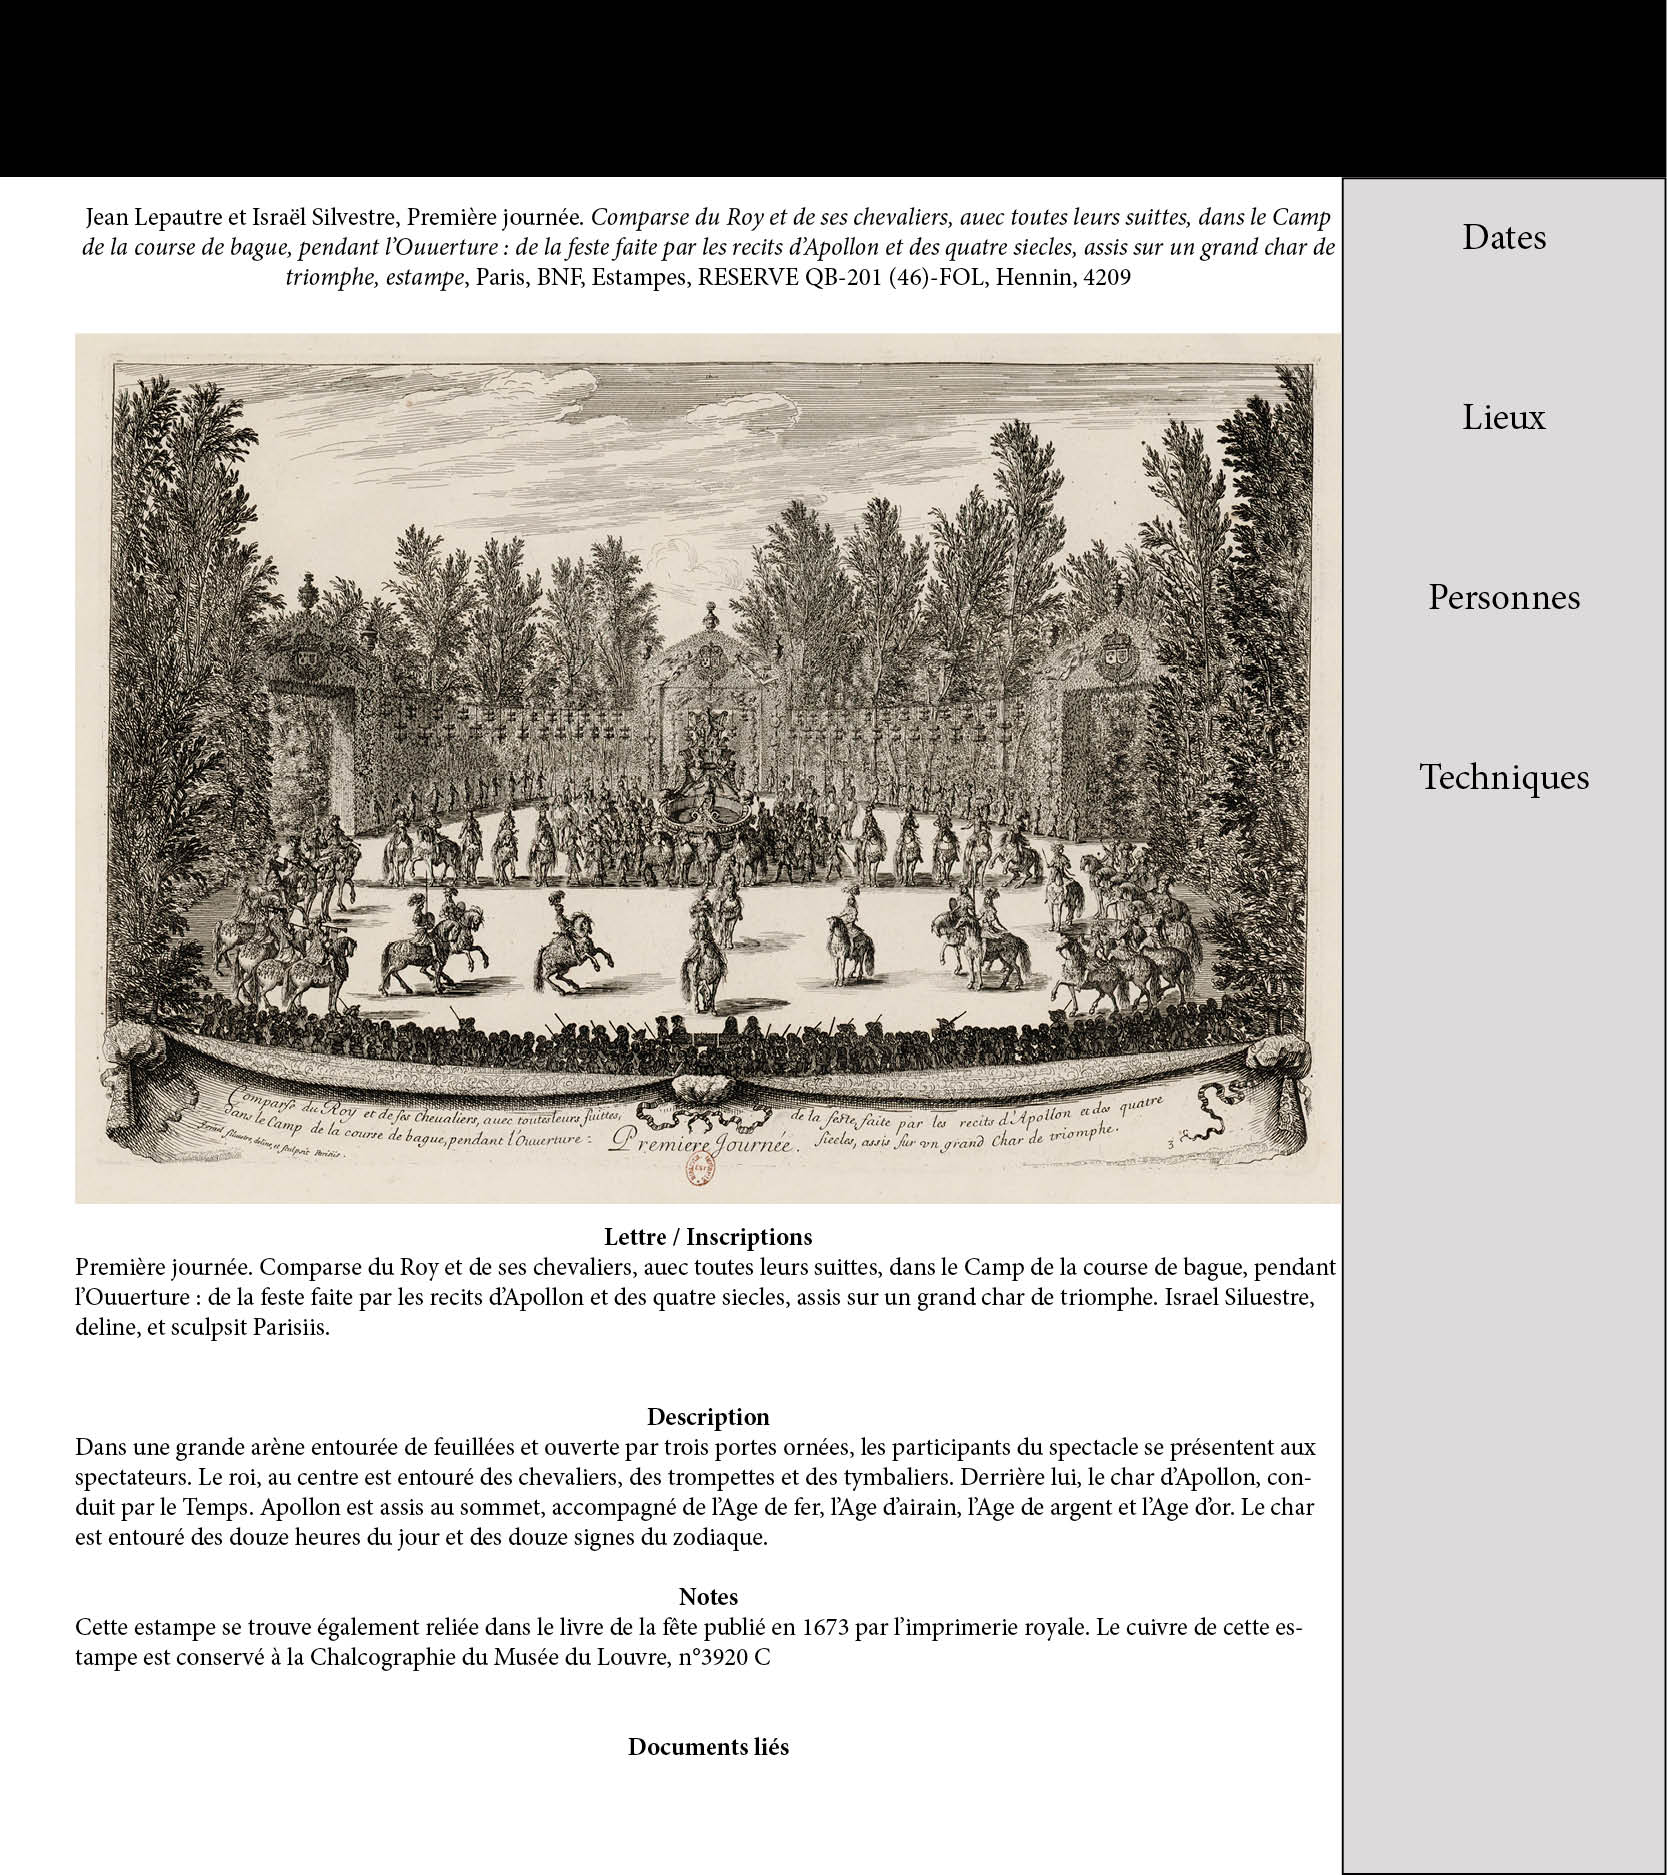 Jean Lepautre et Israël Silvestre, Première journée. Comparse du Roy et de ses chevaliers, auec toutes leurs suittes, dans le Camp
de la course de bague, pendant l’Ouuerture : de la feste faite par les recits d’Apollon et des quatre siecles, assis sur un grand char de
triomphe, estampe, Paris, BNF, Estampes, RESERVE QB-201 (46)-FOL, Hennin, 4209
Dates
Lieux
Personnes
Techniques
Comparse du Roy et de ses Cheualiers, auec toutes leurs suittes,
dans le Camp de la course de bague, pendant l'Ouuerture :
Israel Siluestre, deline, et sculpsit Parisiis.
Premiere Journée.
de la feste, faite par les recits d'Apollon et des quatre
siecles, assis sur vn grand Char de triomphe.
3
Lettre / Inscriptions
Première journée. Comparse du Roy et de ses chevaliers, auec toutes leurs suittes, dans le Camp de la course de bague, pendant
l’Ouuerture : de la feste faite par les recits d’Apollon et des quatre siecles, assis sur un grand char de triomphe. Israel Siluestre,
deline, et sculpsit Parisiis.
Description
Dans une grande arène entourée de feuillées et ouverte par trois portes ornées, les participants du spectacle se présentent aux
spectateurs. Le roi, au centre est entouré des chevaliers, des trompettes et des tymbaliers. Derrière lui, le char d’Apollon, con-
duit par le Temps. Apollon est assis au sommet, accompagné de l’Age de fer, l’Age d’airain, l’Age de argent et l’Age d’or. Le char
est entouré des douze heures du jour et des douze signes du zodiaque.
Notes
Cette estampe se trouve également reliée dans le livre de la fête publié en 1673 par l’imprimerie royale. Le cuivre de cette es-
tampe est conservé à la Chalcographie du Musée du Louvre, n°3920 C
Documents liés